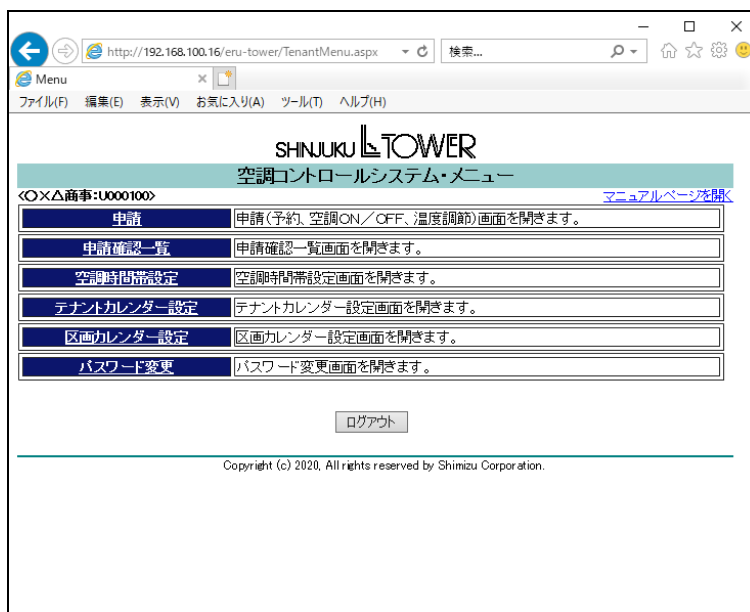 http://192.168.100.16/eru-tower/TenantMenu.aspx 検索...
Menu
ファイル(F) 編集(E) 表示(V) お気に入り(A) ツール(T) ヘルプ(H)
SHINJUKU L TOWER
空調コントロールシステム・メニュー
<○×△商事:U000100> マニュアルページを開く
申請 申請(予約、空調ON/OFF、温度調節)画面を開きます。
申請確認一覧 申請確認一覧画面を開きます。
空調時間帯設定 空調時間帯設定画面を開きます。
テナントカレンダー設定 テナントカレンダー設定画面を開きます。
区画カレンダー設定 区画カレンダー設定画面を開きます。
パスワード変更 パスワード変更画面を開きます。
ログアウト
Copyright (c) 2020, All rights reserved by Shimizu Corporation.